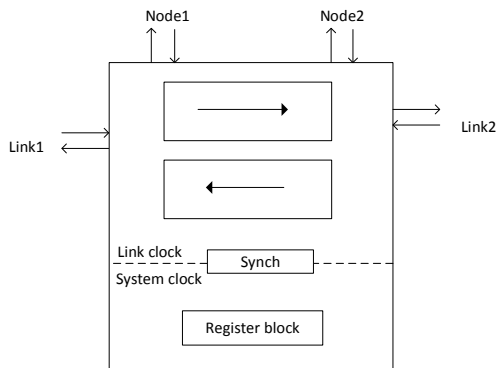 Node1
Node2
Link1
Link2
Link clock
Synch
System clock
Register block